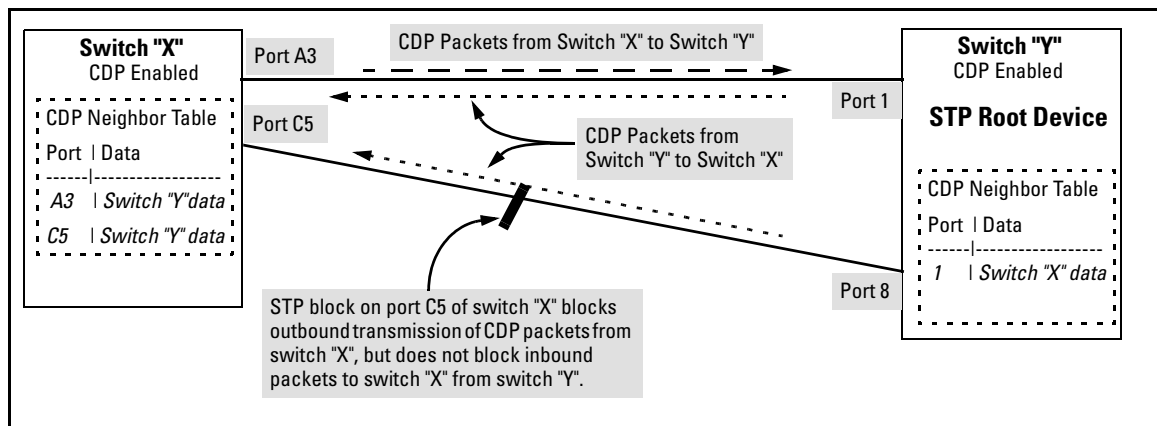 Switch "X"
CDP Enabled
CDP Neighbor Table
Port | Data
------|-------------------
A3 | Switch "Y"data
C5 | Switch "Y" data
Port A3
Port C5
CDP Packets from Switch "X" to Switch "Y"
CDP Packets from
Switch "Y" to Switch "X"
STP block on port C5 of switch "X" blocks
outbound transmission of CDP packets from
switch "X", but does not block inbound
packets to switch "X" from switch "Y".
Port 1
Port 8
Switch "Y"
CDP Enabled
STP Root Device
CDP Neighbor Table
Port | Data
------|-------------------
1 | Switch "X" data